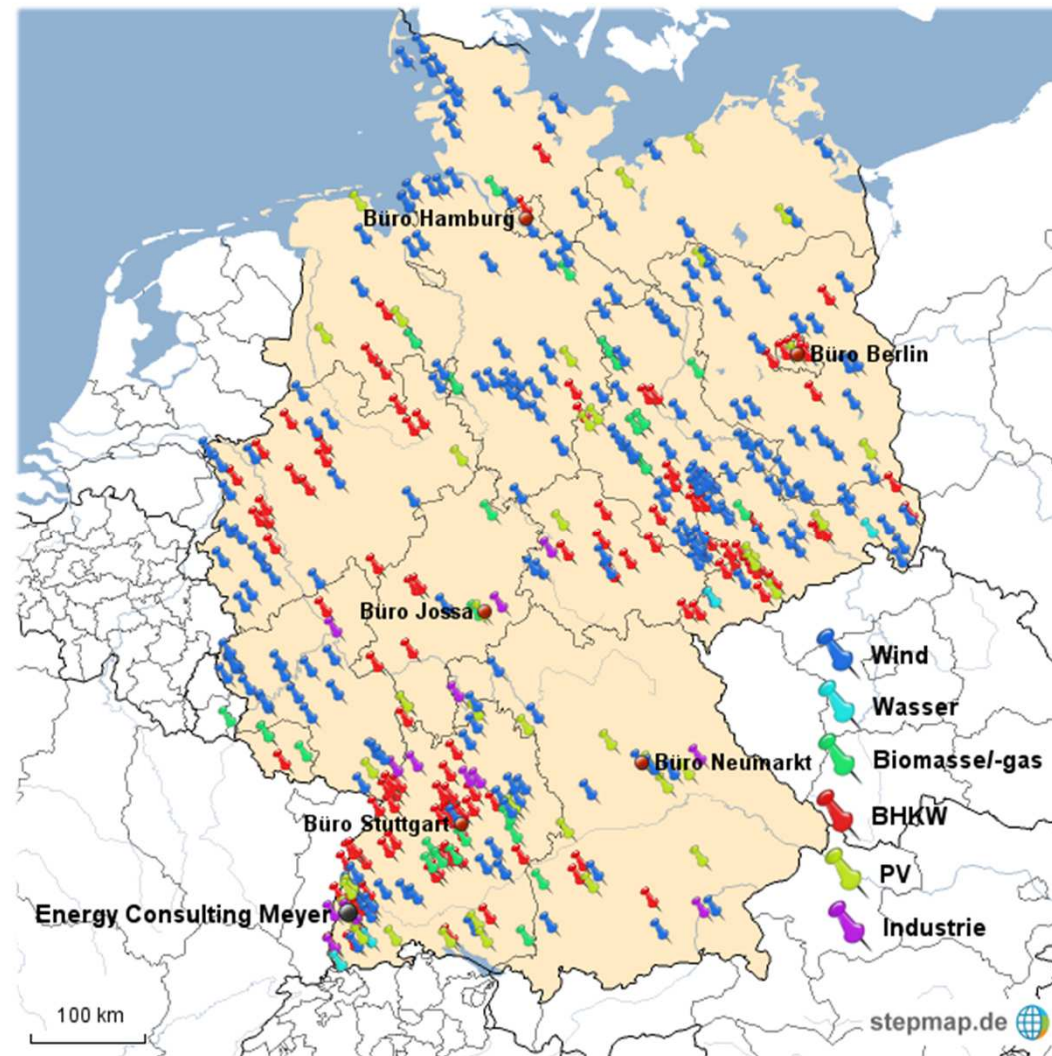 Büro Hamburg
Büro Berlin
Büro Jossa
Wind
Wasser
Biomasse/-gas
Büro Neumarkt
BHKW
Büro Stuttgart
PV
Energy Consulting Meyer
Industrie
100 km
stepmap.de